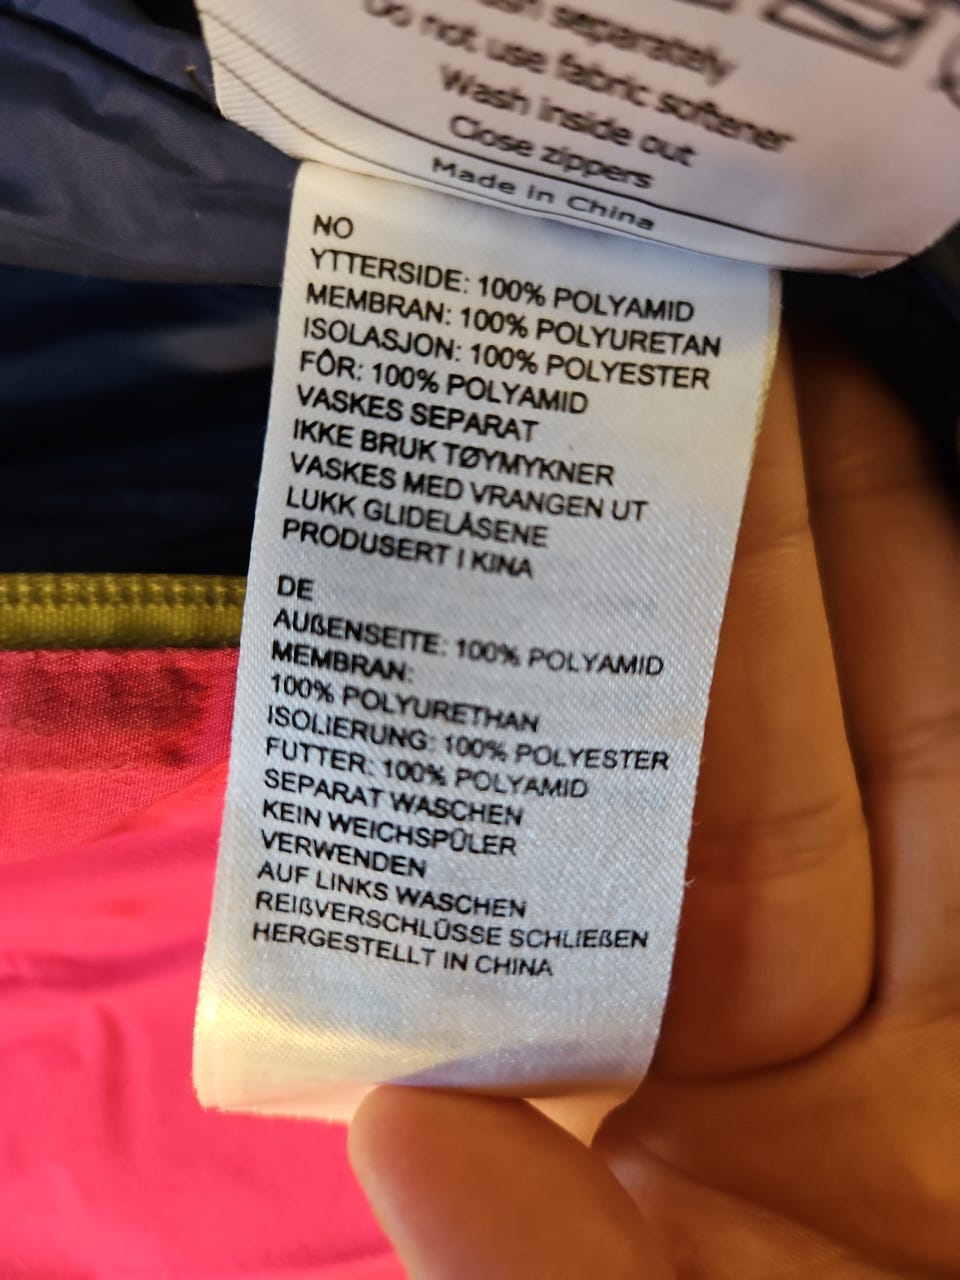 separately
Do not use fabric softener
Wash inside out
Close zippers
Made in China
NO
YTTERSIDE: 100% POLYAMID
MEMBRAN: 100% POLYURETAN
ISOLASJON: 100% POLYESTER
FÔR: 100% POLYAMID
VASKES SEPARAT
IKKE BRUK TØYMYKNER
VASKES MED VRANGEN UT
LUKK GLIDELÅSENE
PRODUSERT I KINA
DE
AUßENSEITE: 100% POLYAMID
MEMBRAN:
100% POLYURETHAN
ISOLIERUNG: 100% POLYESTER
FUTTER: 100% POLYAMID
SEPARAT WASCHEN
KEIN WEICHSPÜLER
VERWENDEN
AUF LINKS WASCHEN
REIßVERSCHLÜSSE SCHLIEßEN
HERGESTELLT IN CHINA